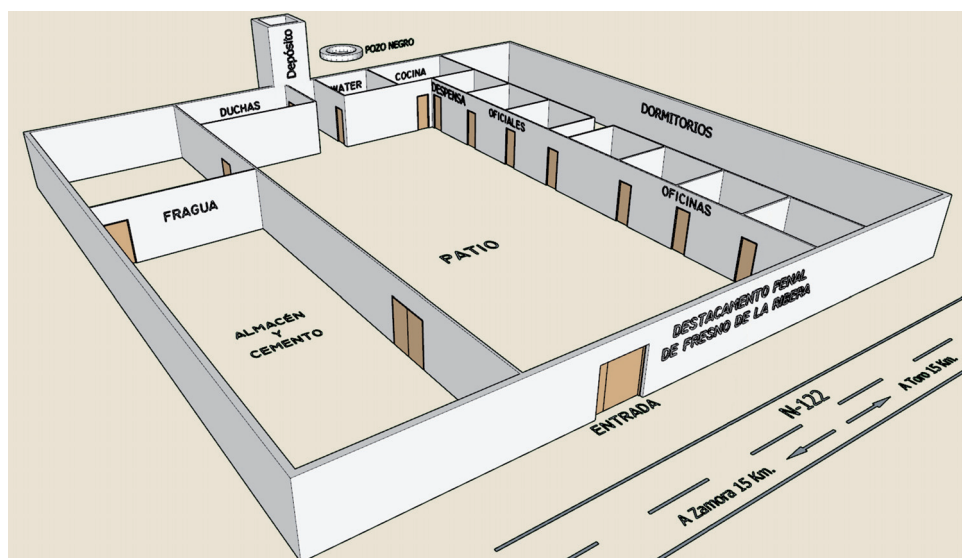 Depósito
POZO NEGRO
WATER
COCINA
DUCHAS
DESPENSA
OFICIALES
DORMITORIOS
FRAGUA
OFICINAS
PATIO
ALMACÉN
Y
CEMENTO
DESTACAMENTO PENAL
DE FRESNO DE LA RIBERA
ENTRADA
N-122
A Toro 15 Km.
A Zamora 15 Km.